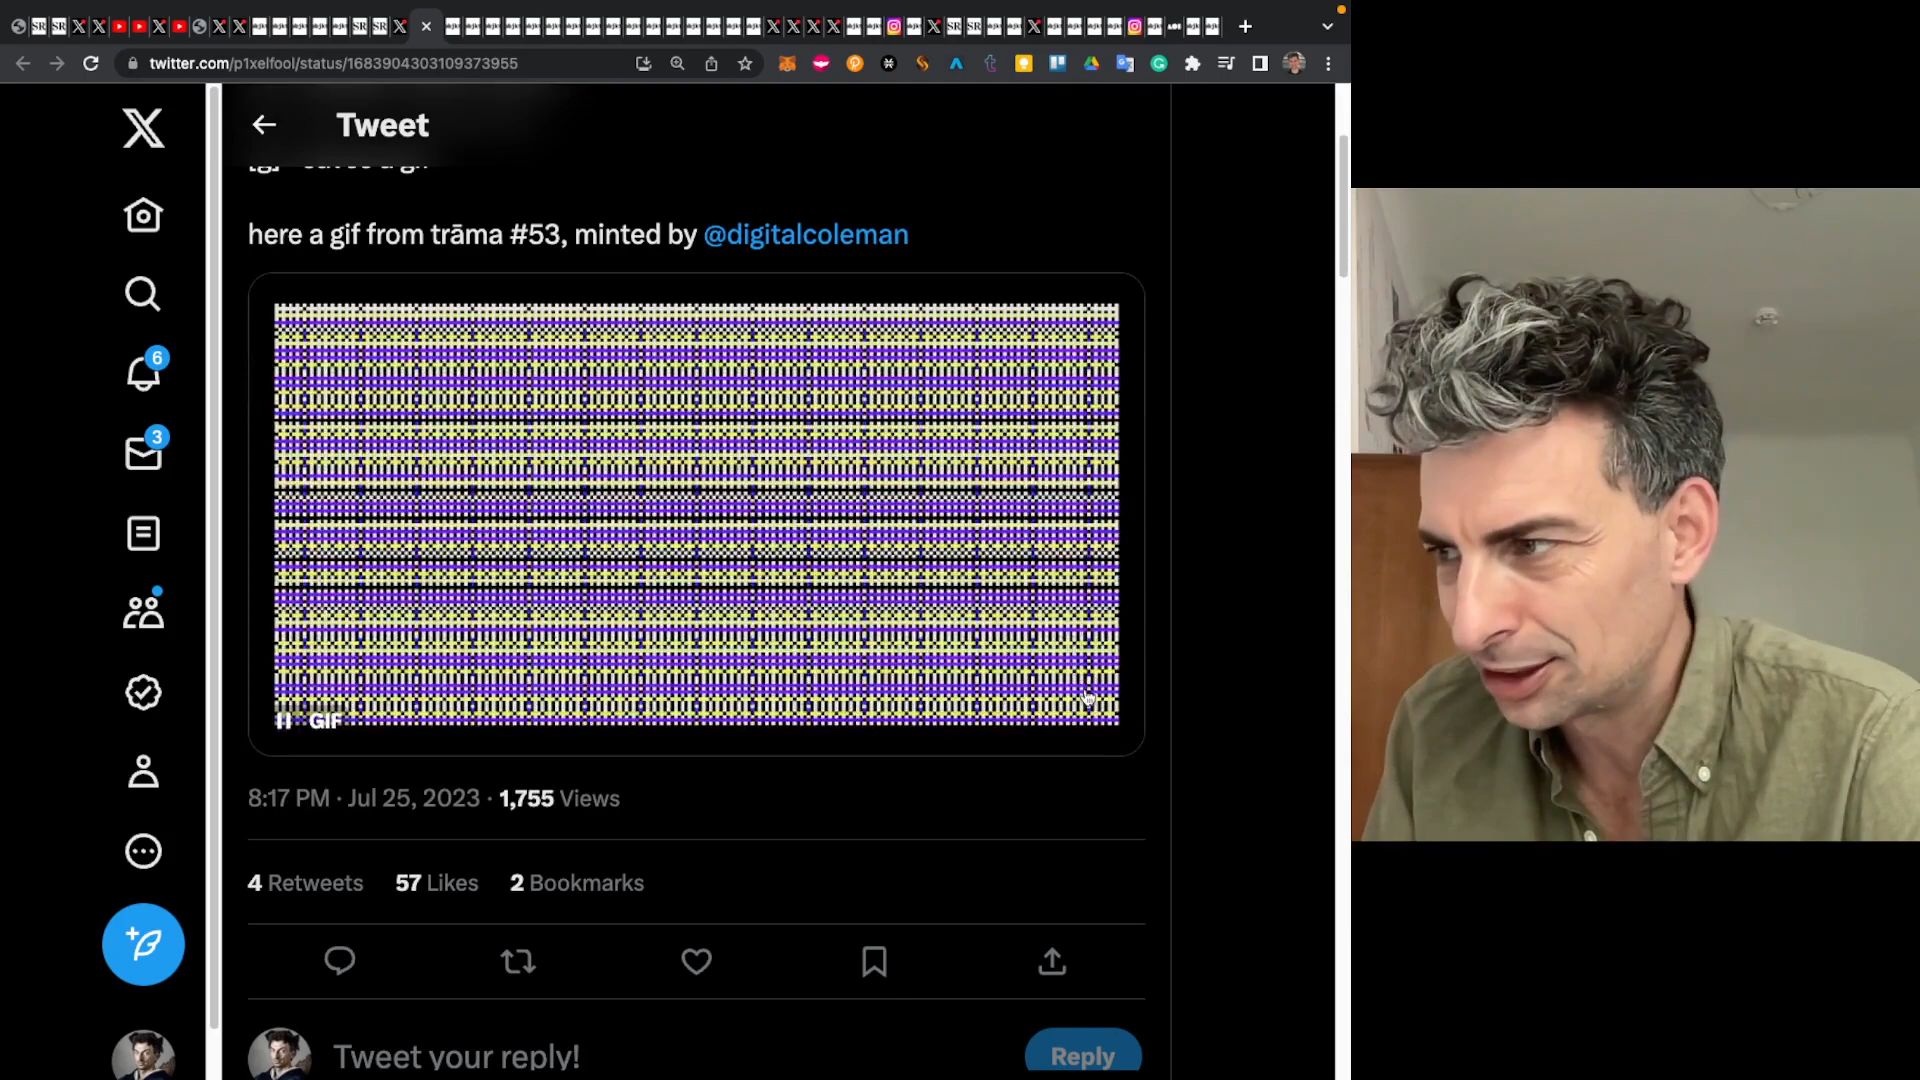 twitter.com/p1xelfool/status/1683904303109373955
Tweet
here a gif from trāma #53, minted by @digitalcoleman
GIF
6
3
8:17 PM · Jul 25, 2023 · 1,755 Views
4 Retweets 57 Likes 2 Bookmarks
Tweet your reply!
Reply